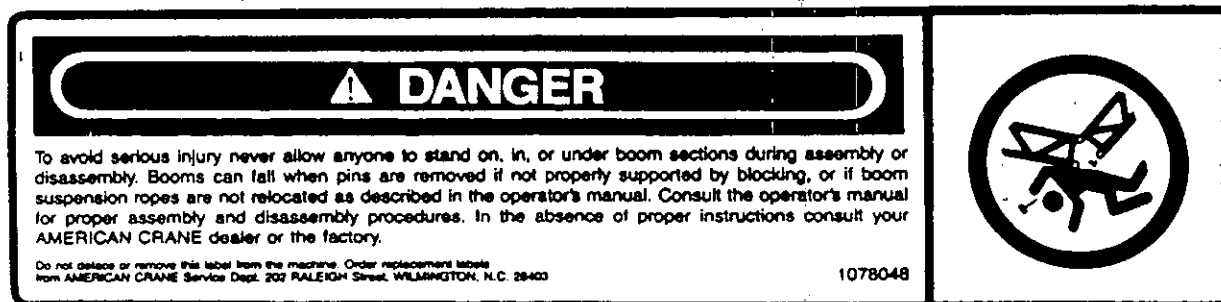 DANGER
To avoid serious injury never allow anyone to stand on, in, or under boom sections during assembly or
disassembly. Booms can fall when pins are removed if not properly supported by blocking, or if boom
suspension ropes are not relocated as described in the operator's manual. Consult the operator's manual
for proper assembly and disassembly procedures. In the absence of proper instructions consult your
AMERICAN CRANE dealer or the factory.
Do not deface or remove this label from the machine. Order replacement labels
from AMERICAN CRANE Service Dept. 202 RALEIGH Street, WILMINGTON, N.C. 28403
1078048